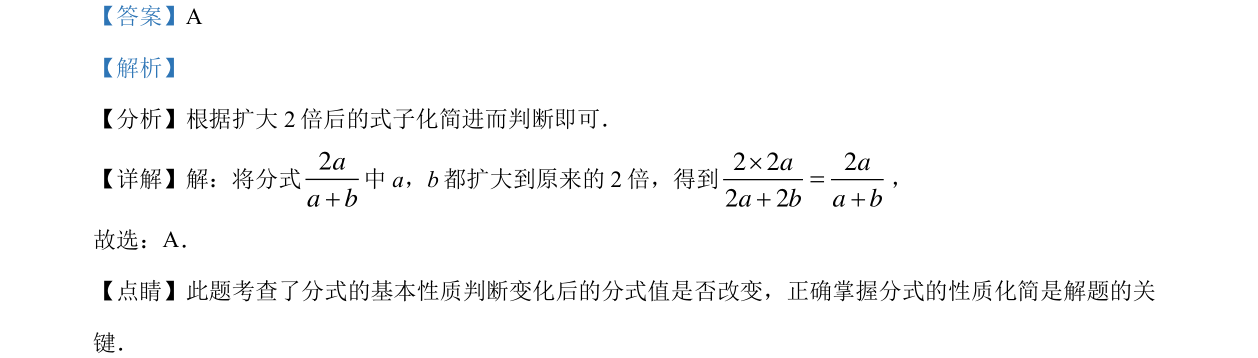 【答案】A
【解析】
【分析】根据扩大 2 倍后的式子化简进而判断即可．
【详解】解：将分式 $\frac{2a}{a+b}$ 中 a，b 都扩大到原来的 2 倍，得到 $\frac{2×2a}{2a+2b}=\frac{2a}{a+b}$，
故选：A．
【点睛】此题考查了分式的基本性质判断变化后的分式值是否改变，正确掌握分式的性质化简是解题的关
键．